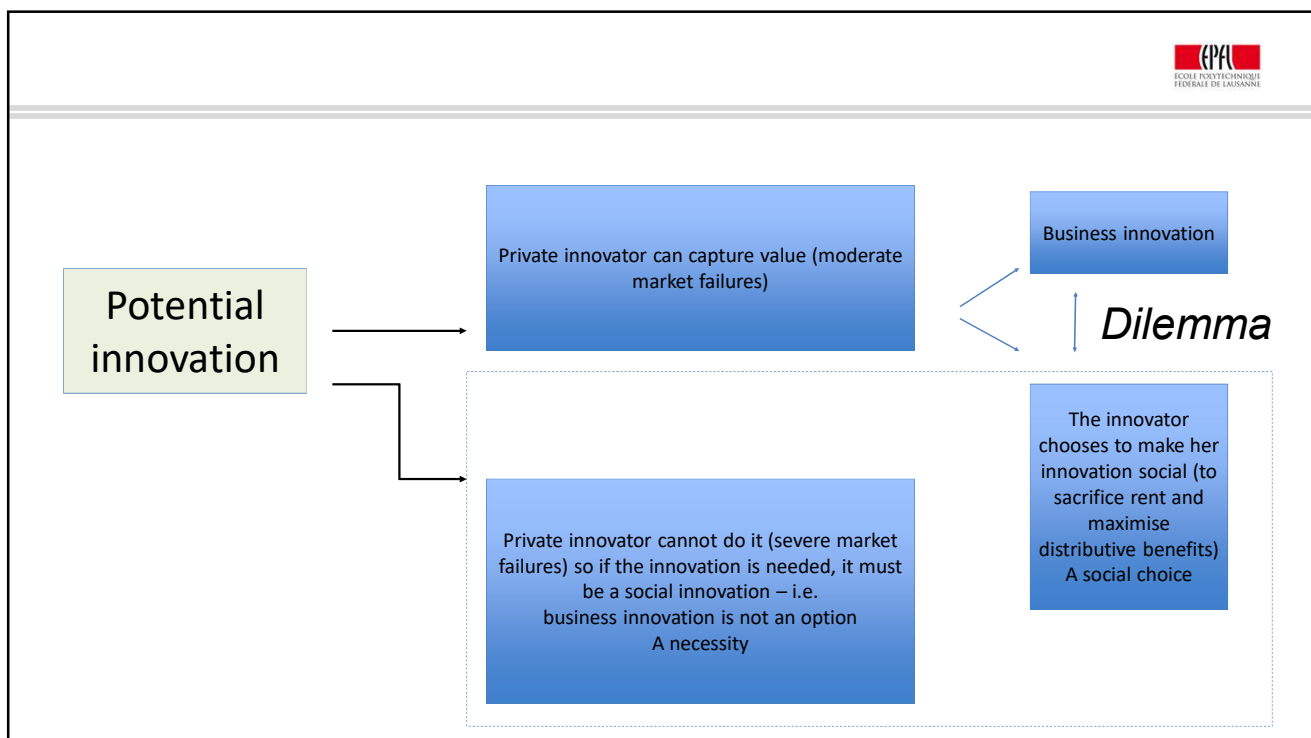 EPFL
ÉCOLE POLYTECHNIQUE
FÉDÉRALE DE LAUSANNE
Potential
innovation
Private innovator can capture value (moderate
market failures)
Business innovation
Dilemma
The innovator
chooses to make her
innovation social (to
sacrifice rent and
maximise
distributive benefits)
A social choice
Private innovator cannot do it (severe market
failures) so if the innovation is needed, it must
be a social innovation – i.e.
business innovation is not an option
A necessity